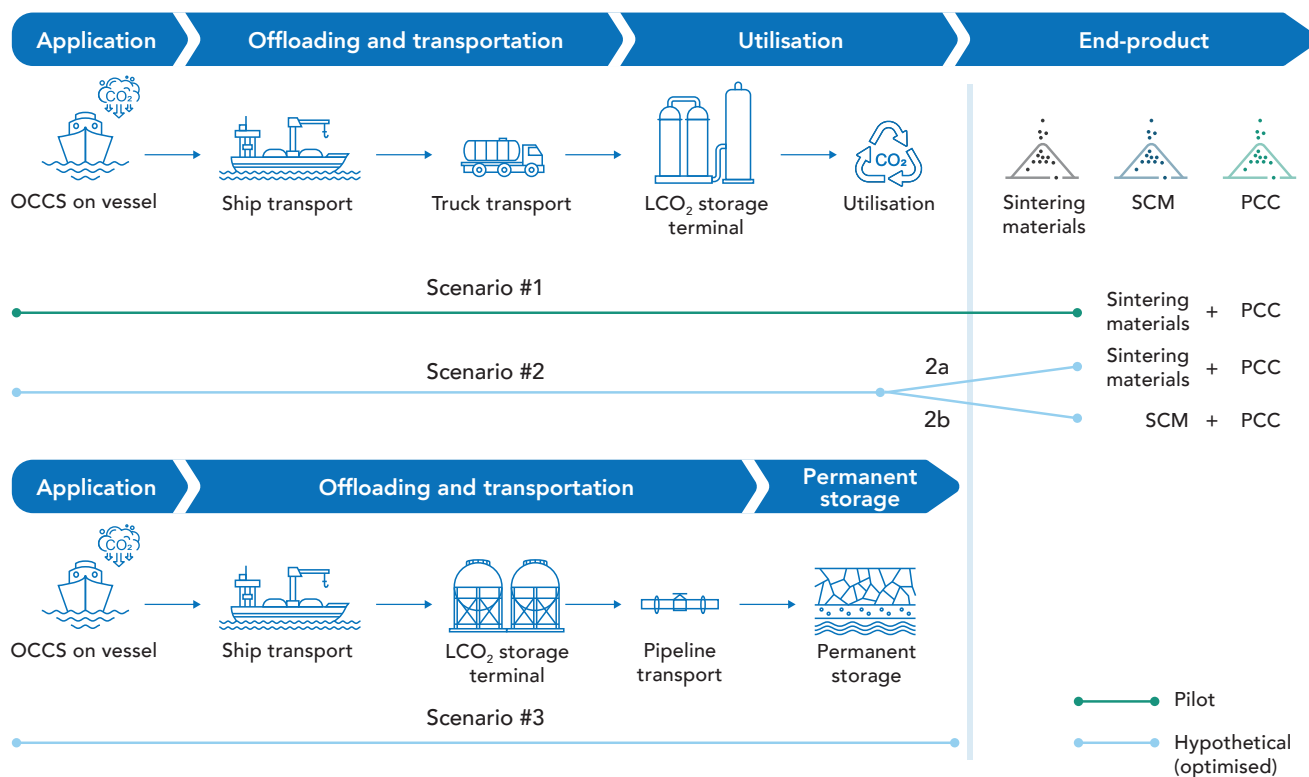 Application
Offloading and transportation
Utilisation
End-product
CO₂
CO₂
OCCS on vessel
Ship transport
Truck transport
LCO₂ storage
terminal
Utilisation
Sintering
materials
SCM
PCC
Scenario #1
Sintering
materials + PCC
Scenario #2
2a
Sintering
materials + PCC
2b
SCM + PCC
Application
Offloading and transportation
Permanent
storage
CO₂
OCCS on vessel
Ship transport
LCO₂ storage
terminal
Pipeline
transport
Permanent
storage
Scenario #3
Pilot
Hypothetical
(optimised)